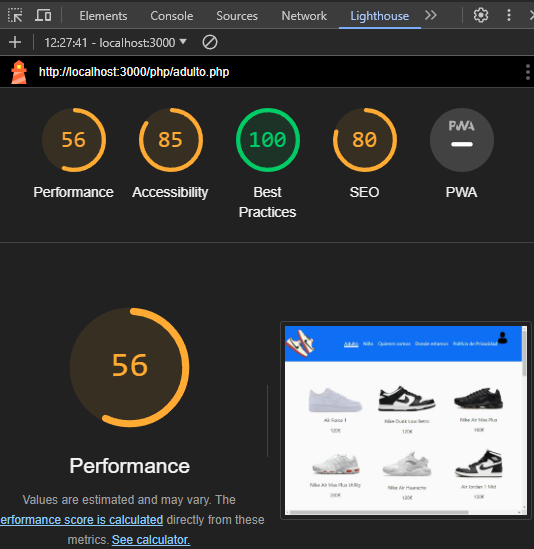 Elements Console Sources Network Lighthouse
12:27:41 - localhost:3000
http://localhost:3000/php/adulto.php
56 85 100 80 PWA
Performance Accessibility Best Practices SEO PWA
56
Adulto Niño Quienes somos Donde estamos Politica de Privacidad
Air Force 1 Nike Dunk Low Retro Nike Air Max Plus
120€ 120€ 180€
Nike Air Max Plus Utility Nike Air Huarache Air Jordan 1 Mid
200€ 120€ 120€
Performance
Values are estimated and may vary. The
erformance score is calculated directly from these
metrics. See calculator.